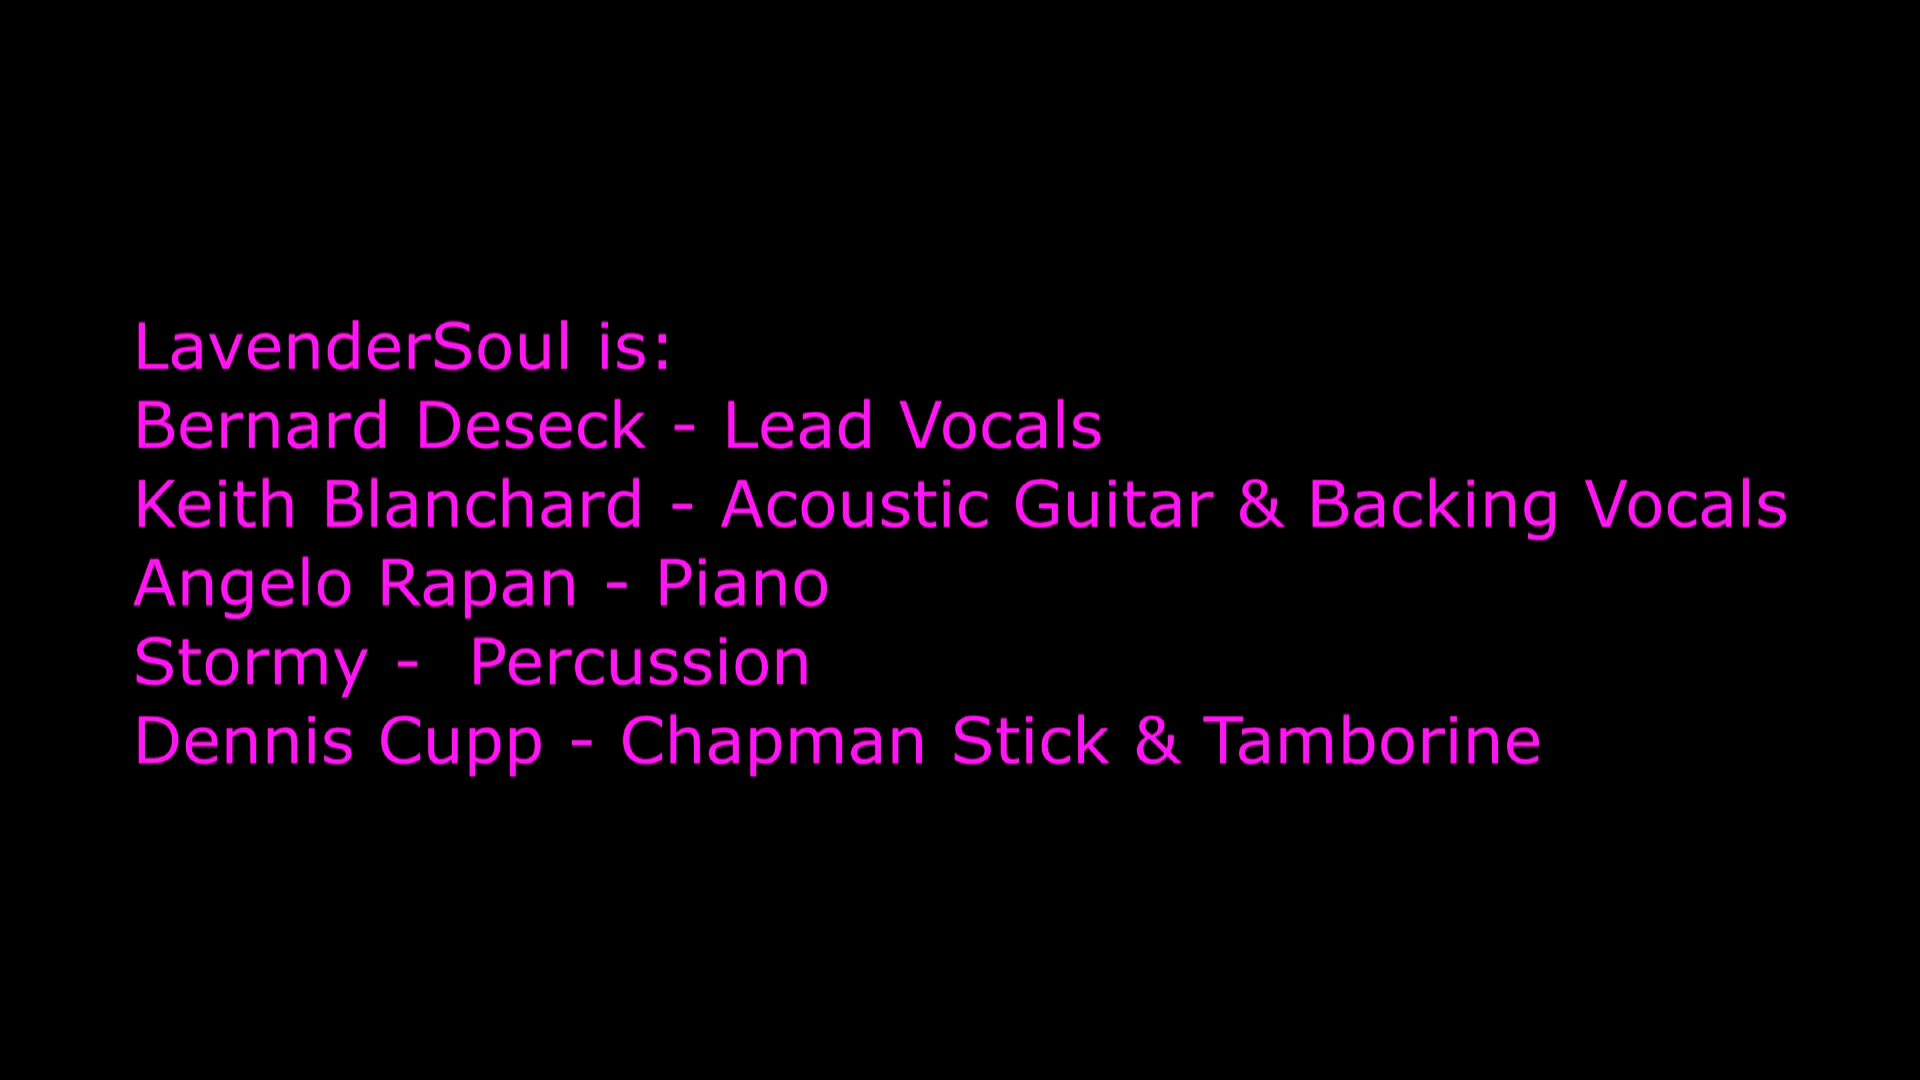 LavenderSoul is:
Bernard Deseck - Lead Vocals
Keith Blanchard - Acoustic Guitar & Backing Vocals
Angelo Rapan - Piano
Stormy -  Percussion
Dennis Cupp - Chapman Stick & Tamborine